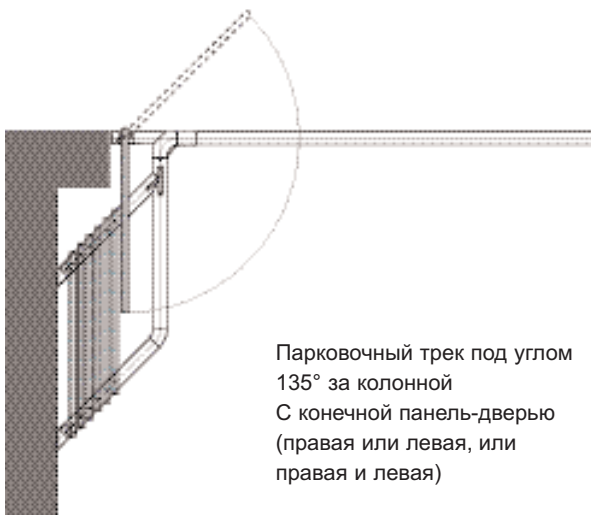 Парковочный трек под углом
135° за колонной
С конечной панель-дверью
(правая или левая, или
правая и левая)